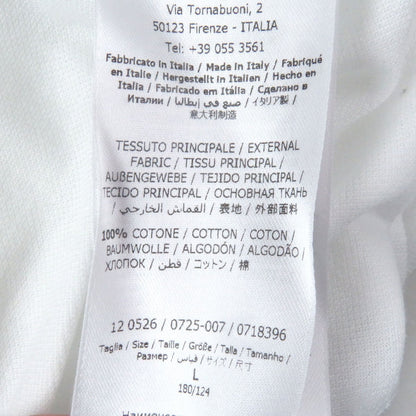 Via Tornabuoni, 2
50123 Firenze - ITALIA
Tel: +39 055 3561
Fabbricato in Italia / Made in Italy / Fabriqué
en Italie / Hergestellt in Italien / Hecho en
Italia / Fabricado em Itália / Сделано в
Италии / صنع في إيطاليا / イタリア製 /
意大利制造
TESSUTO PRINCIPALE / EXTERNAL
FABRIC / TISSU PRINCIPAL /
AUßENGEWEBE / TEJIDO PRINCIPAL /
TECIDO PRINCIPAL / ОСНОВНАЯ ТКАНЬ
/ القماش الخارجي / 表地 / 外部面料
100% COTONE / COTTON / COTON /
BAUMWOLLE / ALGODÓN / ALGODÃO /
ХЛОПОК / قطن / コットン / 棉
12 0526 / 0725-007 / 0718396
Taglia / Size / Taille / Größe / Talla / Tamanho /
Размер / قياس / サイズ / 尺寸
L
180/124